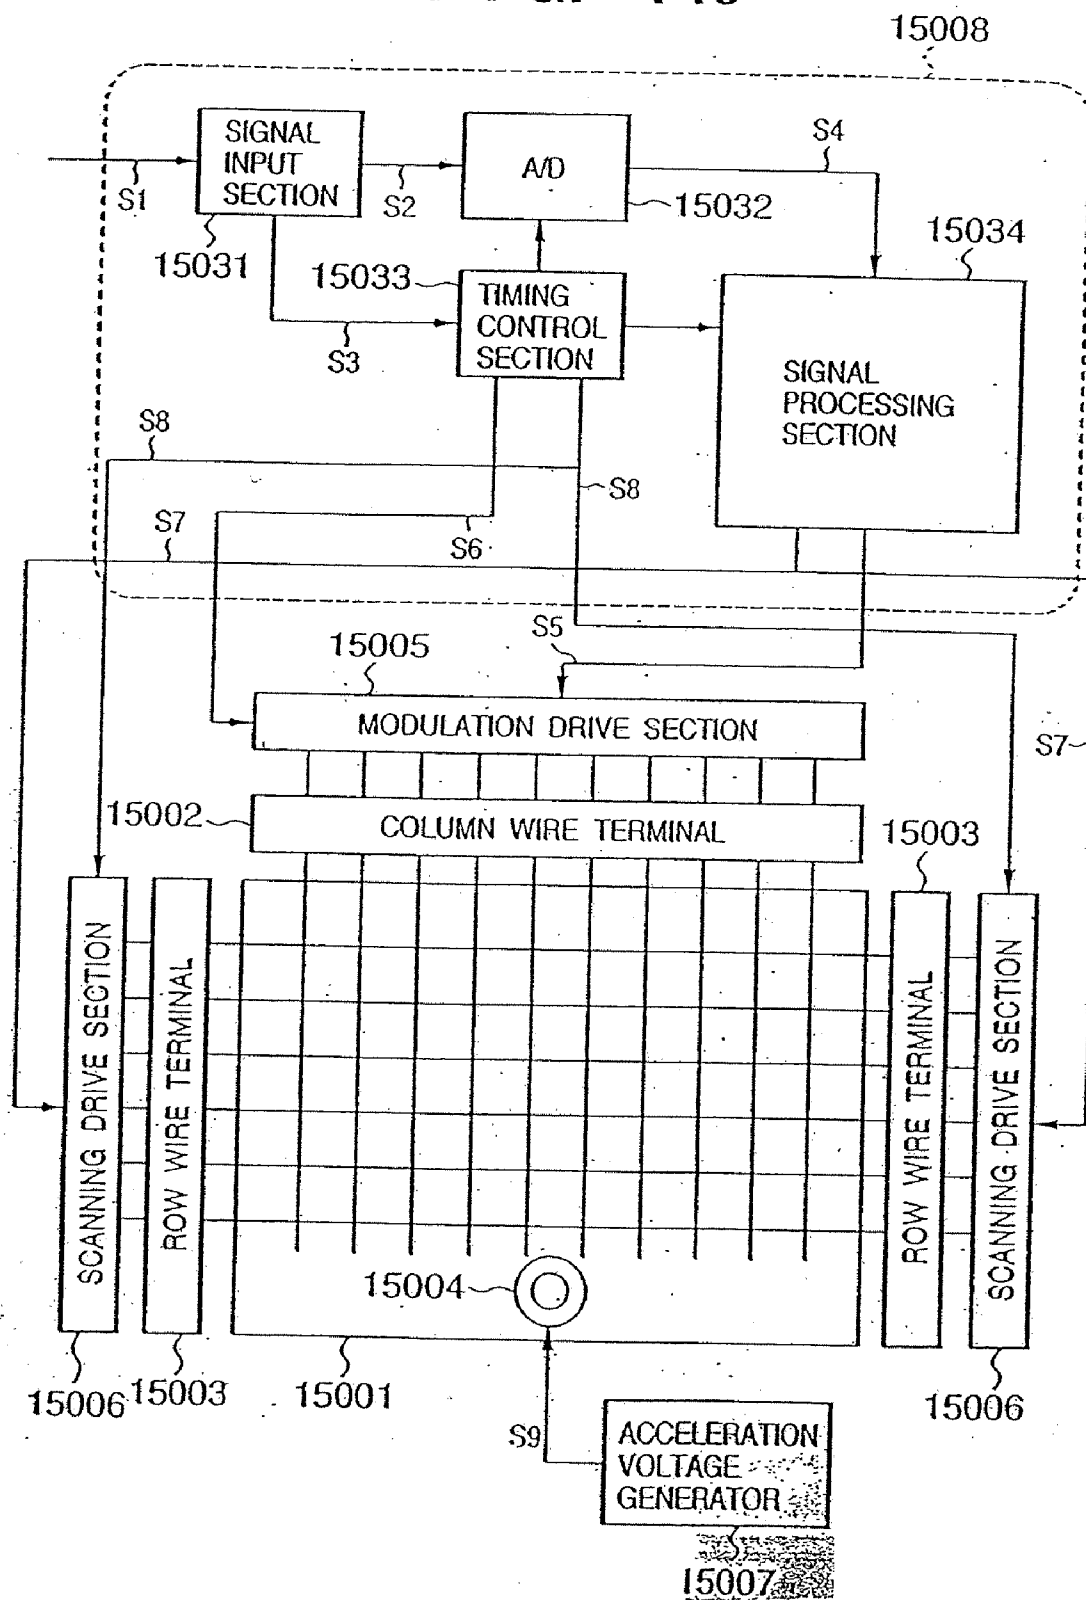 15008
SIGNAL
INPUT
SECTION
A/D
S1
S2
S4
15031
15032
15033
15034
TIMING
CONTROL
SECTION
S3
SIGNAL
PROCESSING
SECTION
S8
S8
S6
S7
S5
15005
MODULATION DRIVE SECTION
S7
15002
COLUMN WIRE TERMINAL
15003
SCANNING DRIVE SECTION
ROW WIRE TERMINAL
ROW WIRE TERMINAL
SCANNING DRIVE SECTION
15004
15006
15003
15001
15006
S9
ACCELERATION
VOLTAGE
GENERATOR
15007